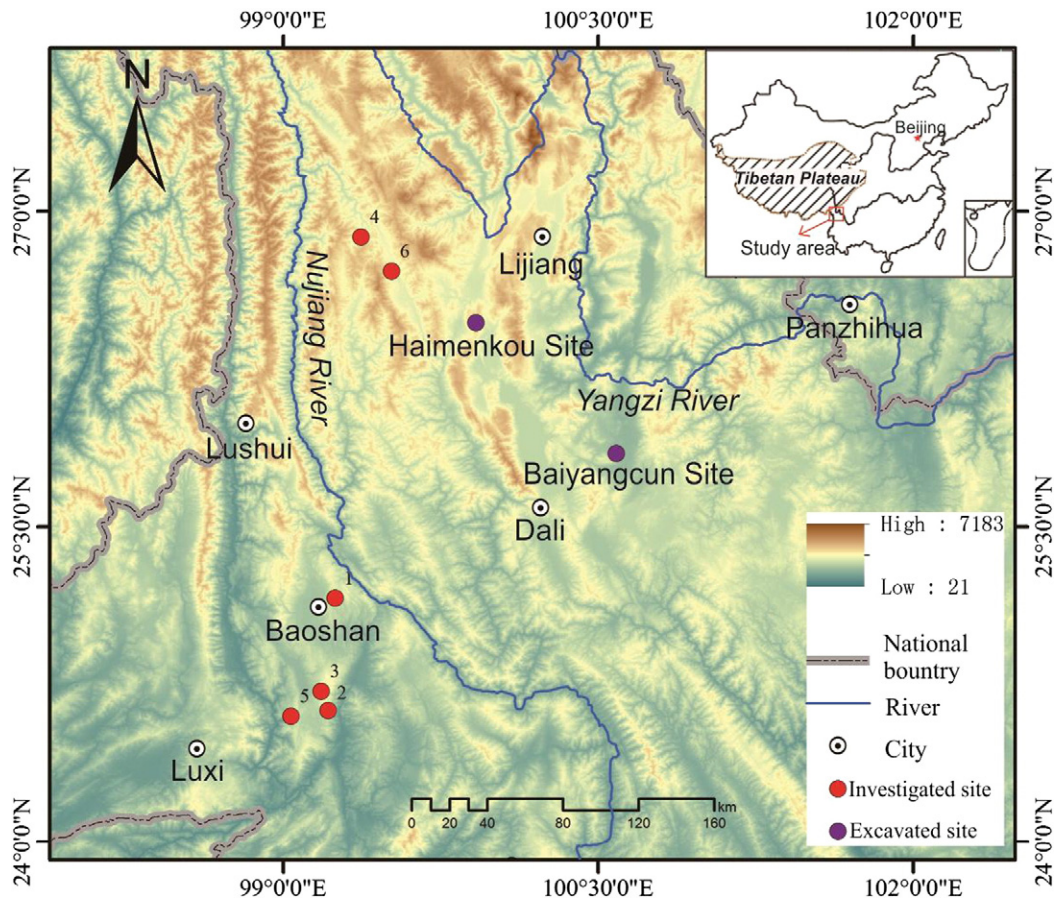 99°0'0"E 100°30'0"E 102°0'0"E
N
Beijing
Tibetan Plateau
Study area
27°0'0"N 27°0'0"N
4
6
Lijiang
Nujiang River
Haimenkou Site
Panzhihua
Yangzi River
Lushui
Baiyangcun Site
Dali
25°30'0"N 25°30'0"N
High : 7183
Low : 21
1
Baoshan
National
bountry
3
5 2
River
City
Luxi
Investigated site
km
0 20 40 80 120 160
Excavated site
24°0'0"N 24°0'0"N
99°0'0"E 100°30'0"E 102°0'0"E